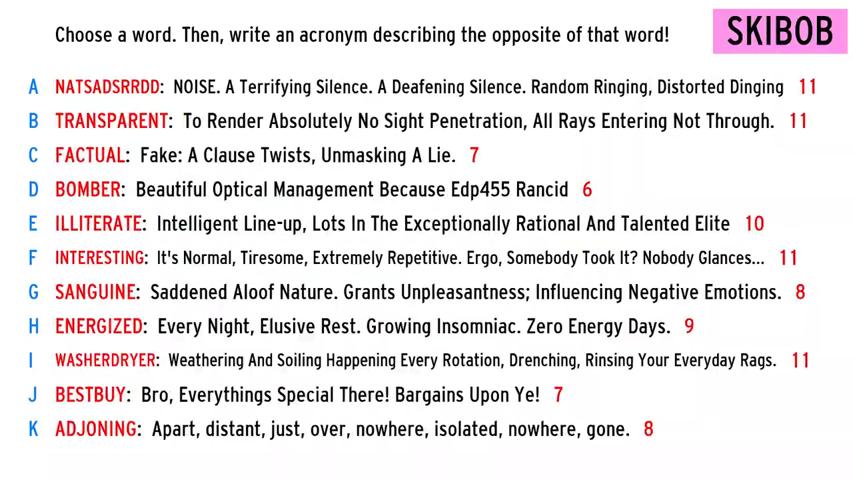 Choose a word. Then, write an acronym describing the opposite of that word!
SKIBOB
A NATSADSRRDD: NOISE. A Terrifying Silence. A Deafening Silence. Random Ringing, Distorted Dinging 11
B TRANSPARENT: To Render Absolutely No Sight Penetration, All Rays Entering Not Through. 11
C FACTUAL: Fake: A Clause Twists, Unmasking A Lie. 7
D BOMBER: Beautiful Optical Management Because Edp455 Rancid 6
E ILLITERATE: Intelligent Line-up, Lots In The Exceptionally Rational And Talented Elite 10
F INTERESTING: It's Normal, Tiresome, Extremely Repetitive. Ergo, Somebody Took It? Nobody Glances... 11
G SANGUINE: Saddened Aloof Nature. Grants Unpleasantness; Influencing Negative Emotions. 8
H ENERGIZED: Every Night, Elusive Rest. Growing Insomniac. Zero Energy Days. 9
I WASHERDRYER: Weathering And Soiling Happening Every Rotation, Drenching, Rinsing Your Everyday Rags. 11
J BESTBUY: Bro, Everythings Special There! Bargains Upon Ye! 7
K ADJONING: Apart, distant, just, over, nowhere, isolated, nowhere, gone. 8